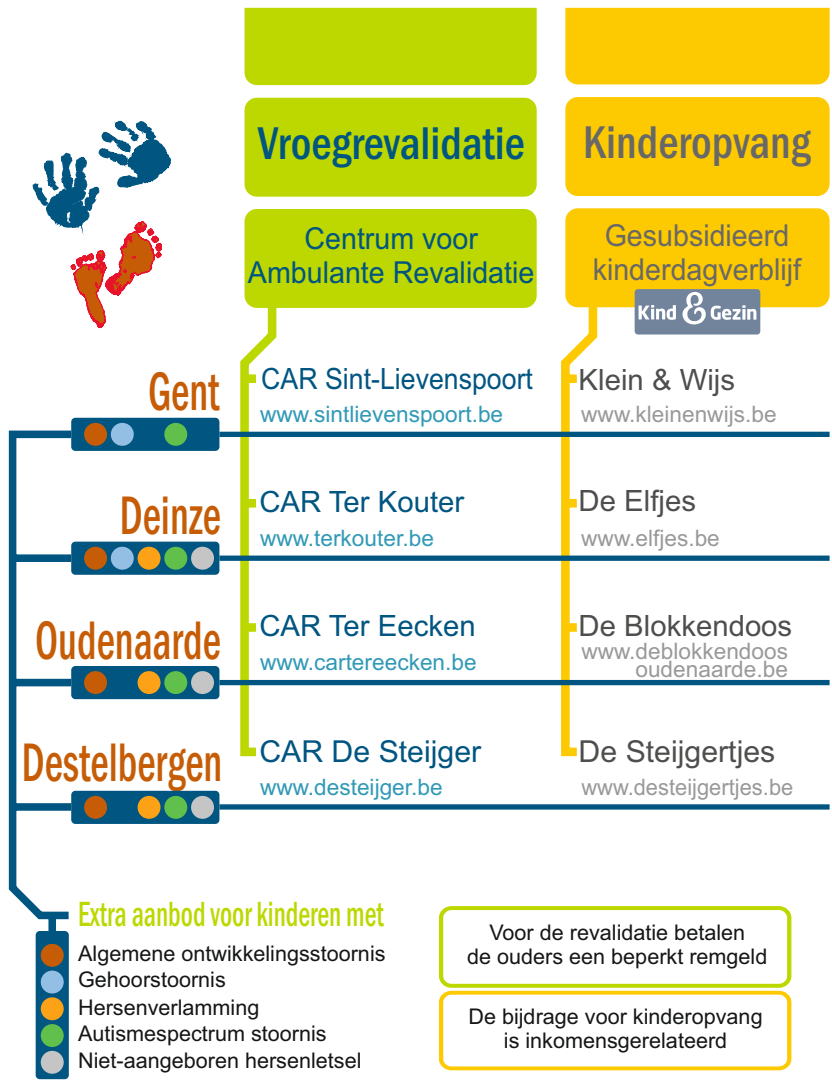 Vroegrevalidatie
Kinderopvang
Centrum voor
Ambulante Revalidatie
Gesubsidieerd
kinderdagverblijf
Kind & Gezin
Gent
CAR Sint-Lievenspoort
www.sintlievenspoort.be
Klein & Wijs
www.kleinenwijs.be
Deinze
CAR Ter Kouter
www.terkouter.be
De Elfjes
www.elfjes.be
Oudenaarde
CAR Ter Eecken
www.cartereecken.be
De Blokkendoos
www.deblokkendoos
oudenaarde.be
Destelbergen
CAR De Steijger
www.desteijger.be
De Steijgertjes
www.desteijgertjes.be
Extra aanbod voor kinderen met
Algemene ontwikkelingsstoornis
Gehoorstoornis
Hersenverlamming
Autismespectrum stoornis
Niet-aangeboren hersenletsel
Voor de revalidatie betalen
de ouders een beperkt remgeld
De bijdrage voor kinderopvang
is inkomensgerelateerd